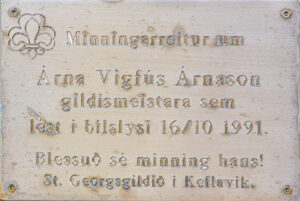 Minningarreitur um
Árna Vigfús Árnason
gildismeistara sem
lést i bílslysi 16/10 1991.
Blessuð sé minning hans!
St. Georgsgildið i Keflavík.